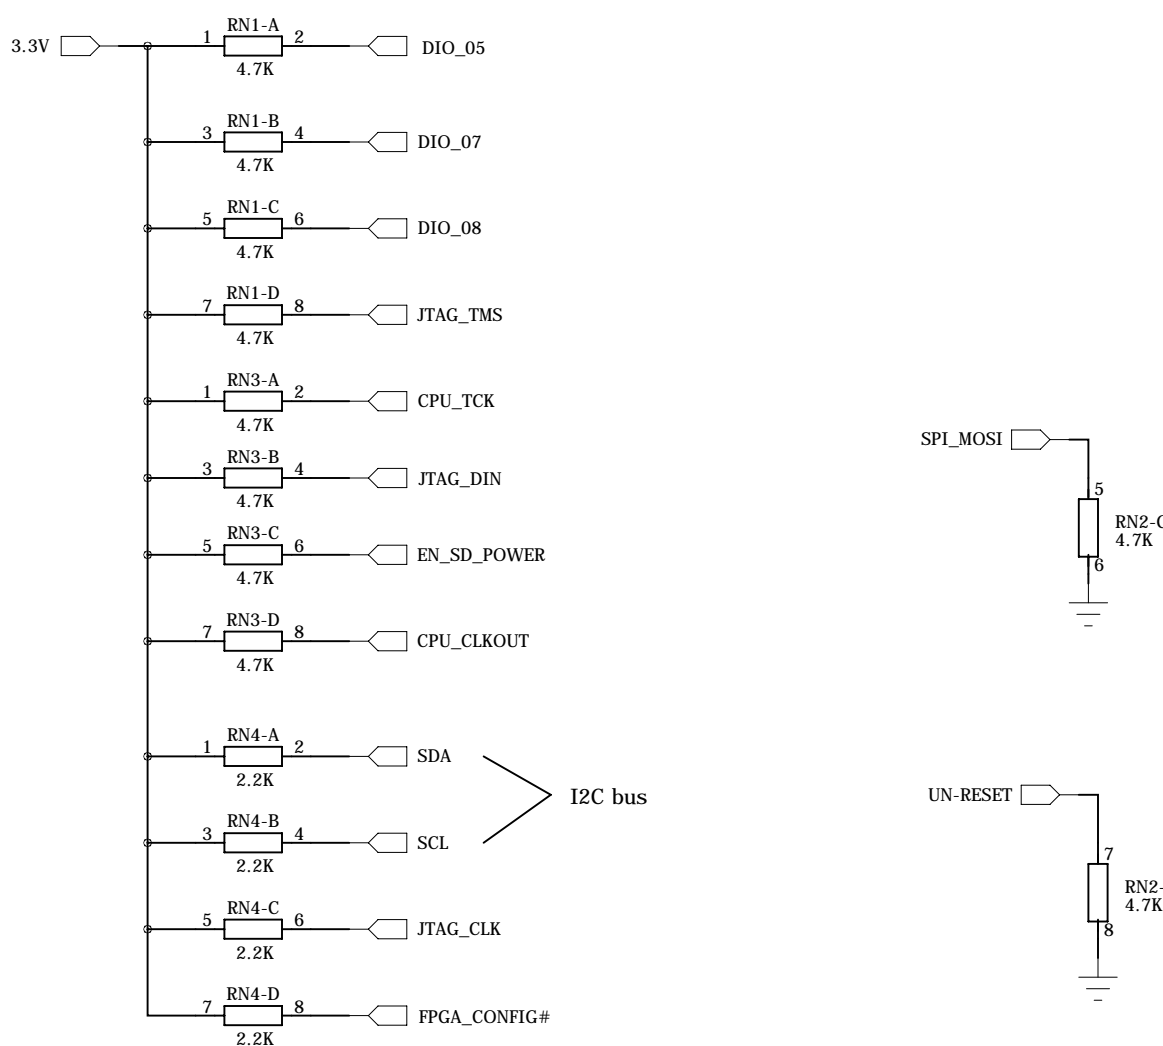 RN1-A
3.3V
1
2
DIO_05
4.7K
RN1-B
3
4
DIO_07
4.7K
RN1-C
5
6
DIO_08
4.7K
RN1-D
7
8
JTAG_TMS
4.7K
RN3-A
1
2
CPU_TCK
4.7K
RN3-B
3
4
JTAG_DIN
4.7K
RN3-C
5
6
EN_SD_POWER
4.7K
RN3-D
7
8
CPU_CLKOUT
4.7K
RN4-A
1
2
SDA
2.2K
I2C bus
RN4-B
3
4
SCL
2.2K
RN4-C
5
6
JTAG_CLK
2.2K
RN4-D
7
8
FPGA_CONFIG#
2.2K
SPI_MOSI
5
RN2-C
4.7K
6
UN-RESET
7
RN2-
4.7K
8